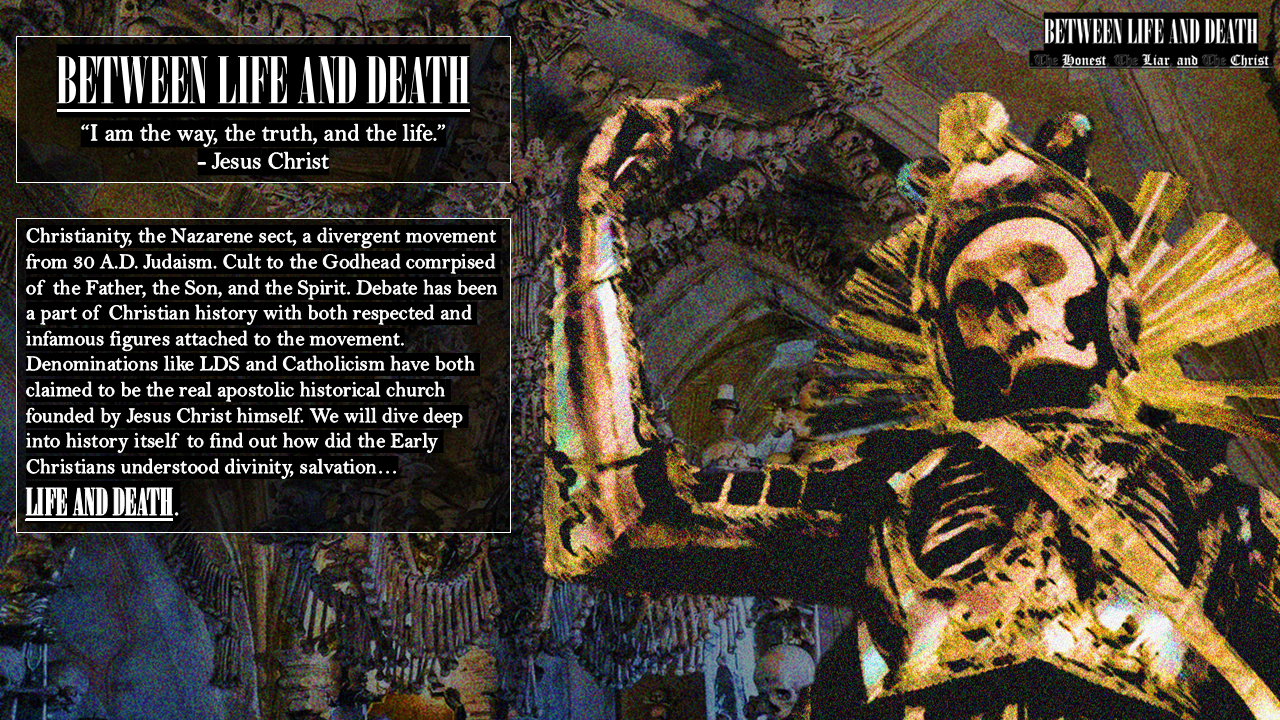 BETWEEN LIFE AND DEATH
“I am the way, the truth, and the life.”
- Jesus Christ
Christianity, the Nazarene sect, a divergent movement
from 30 A.D. Judaism. Cult to the Godhead comrpised
of the Father, the Son, and the Spirit. Debate has been
a part of Christian history with both respected and
infamous figures attached to the movement.
Denominations like LDS and Catholicism have both
claimed to be the real apostolic historical church
founded by Jesus Christ himself. We will dive deep
into history itself to find out how did the Early
Christians understood divinity, salvation…
LIFE AND DEATH.
BETWEEN LIFE AND DEATH
The Honest The Liar and The Christ